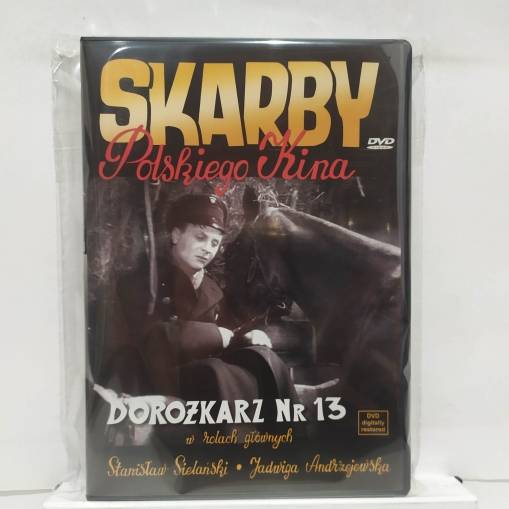 SKARBY
DVD
Polskiego Kina
DOROŻKARZ NR 13
w rolach głównych
DVD
digitally
restored
Stanisław Sielański • Jadwiga Andrzejewska